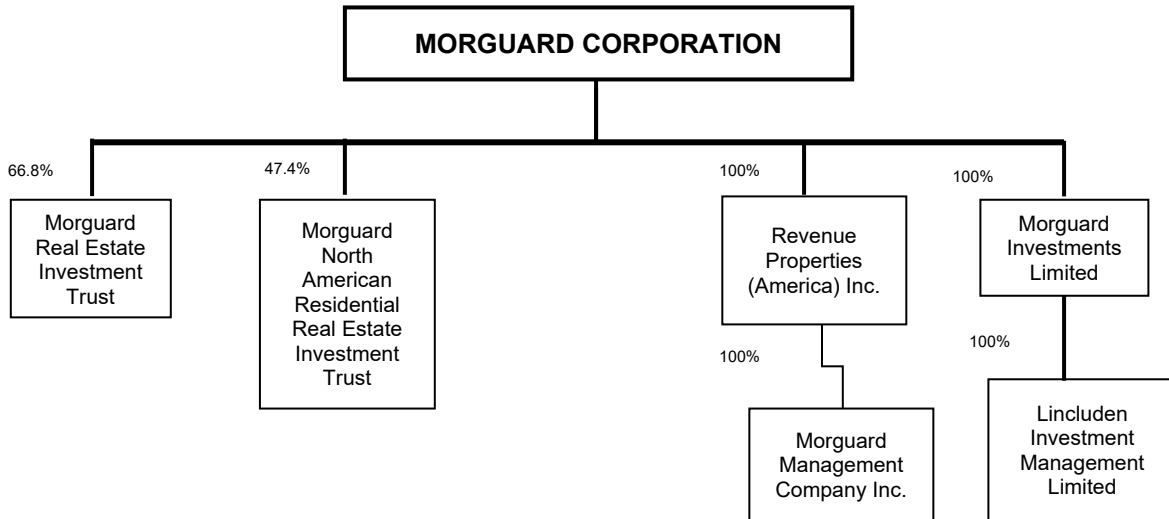 MORGUARD CORPORATION
66.8%
47.4%
100%
100%
Morguard
Real Estate
Investment
Trust
Morguard
North
American
Residential
Real Estate
Investment
Trust
Revenue
Properties
(America) Inc.
Morguard
Investments
Limited
100%
100%
Morguard
Management
Company Inc.
Lincluden
Investment
Management
Limited